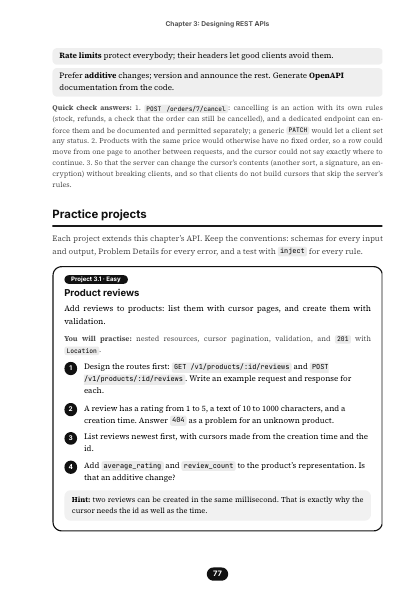 Chapter 3: Designing REST APIs
Rate limits protect everybody; their headers let good clients avoid them.
Prefer additive changes; version and announce the rest. Generate OpenAPI
documentation from the code.
Quick check answers: 1. POST /orders/7/cancel: cancelling is an action with its own rules
(stock, refunds, a check that the order can still be cancelled), and a dedicated endpoint can en-
force them and be documented and permitted separately; a generic PATCH would let a client set
any status. 2. Products with the same price would otherwise have no fixed order, so a row could
move from one page to another between requests, and the cursor could not say exactly where to
continue. 3. So that the server can change the cursor's contents (another sort, a signature, an en-
cryption) without breaking clients, and so that clients do not build cursors that skip the server's
rules.
Practice projects
Each project extends this chapter's API. Keep the conventions: schemas for every input
and output, Problem Details for every error, and a test with inject for every rule.
Project 3.1 · Easy
Product reviews
Add reviews to products: list them with cursor pages, and create them with
validation.
You will practise: nested resources, cursor pagination, validation, and 201 with
Location.
1 Design the routes first: GET /v1/products/:id/reviews and POST
/v1/products/:id/reviews. Write an example request and response for
each.
2 A review has a rating from 1 to 5, a text of 10 to 1000 characters, and a
creation time. Answer 404 as a problem for an unknown product.
3 List reviews newest first, with cursors made from the creation time and the
id.
4 Add average_rating and review_count to the product's representation. Is
that an additive change?
Hint: two reviews can be created in the same millisecond. That is exactly why the
cursor needs the id as well as the time.
77